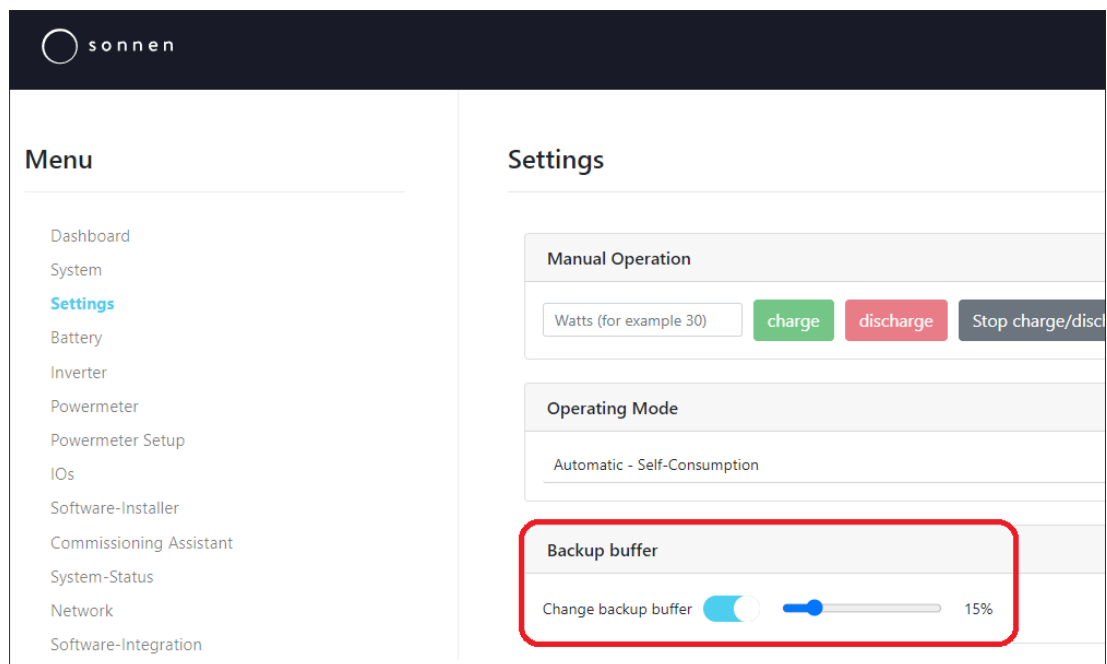 sonnen
Menu
Dashboard
System
Settings
Battery
Inverter
Powermeter
Powermeter Setup
IOs
Software-Installer
Commissioning Assistant
System-Status
Network
Software-Integration
Settings
Manual Operation
Watts (for example 30) charge discharge Stop charge/discl
Operating Mode
Automatic - Self-Consumption
Backup buffer
Change backup buffer 15%